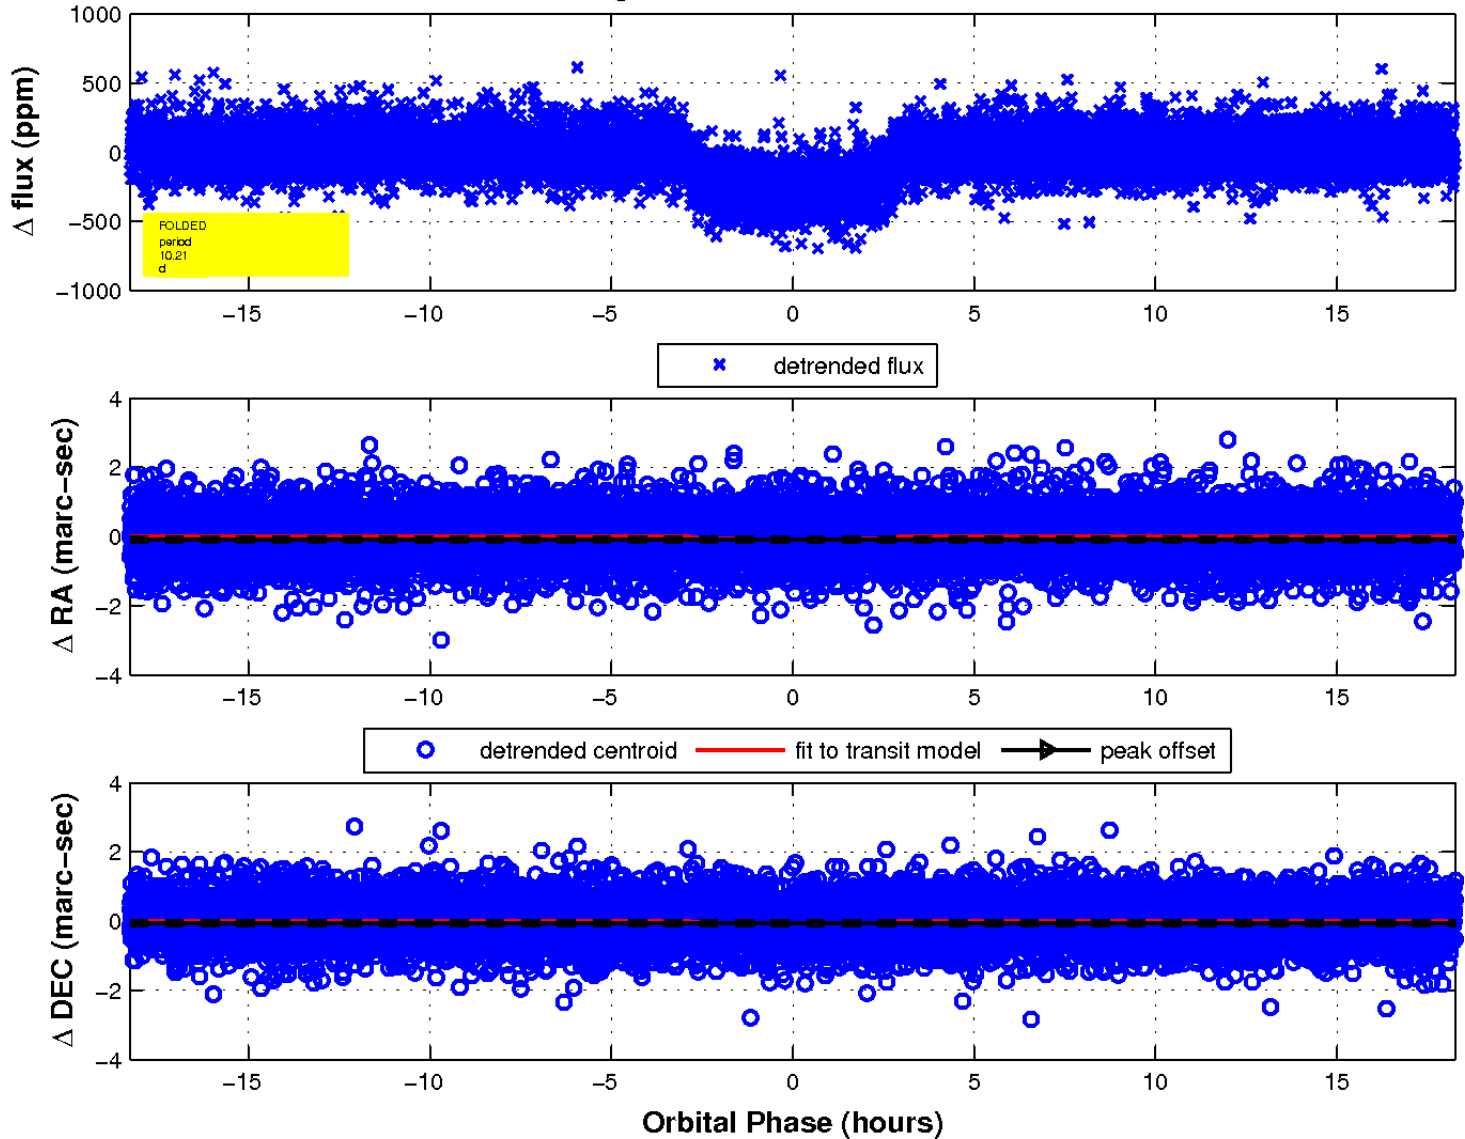 1000
500
0
−500
−1000
Δ flux (ppm)
FOLDED
period
10.21
d
−15 −10 −5 0 5 10 15
detrended flux
4
2
0
−2
−4
Δ RA (marc−sec)
−15 −10 −5 0 5 10 15
detrended centroid fit to transit model peak offset
4
2
0
−2
−4
Δ DEC (marc−sec)
−15 −10 −5 0 5 10 15
Orbital Phase (hours)